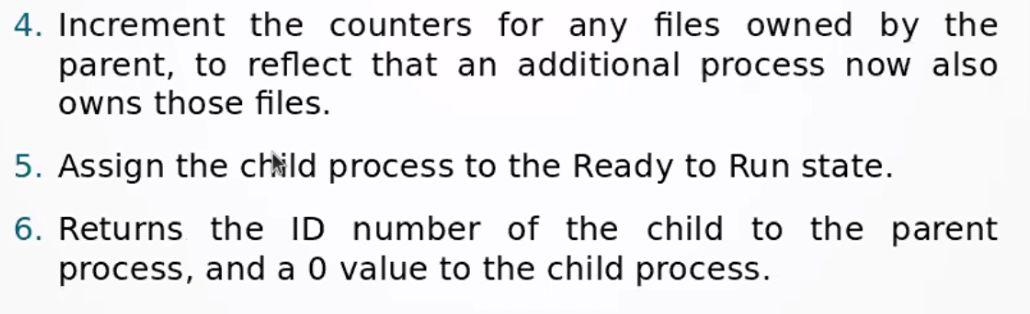 4. Increment the counters for any files owned by the
parent, to reflect that an additional process now also
owns those files.
5. Assign the child process to the Ready to Run state.
6. Returns the ID number of the child to the parent
process, and a 0 value to the child process.